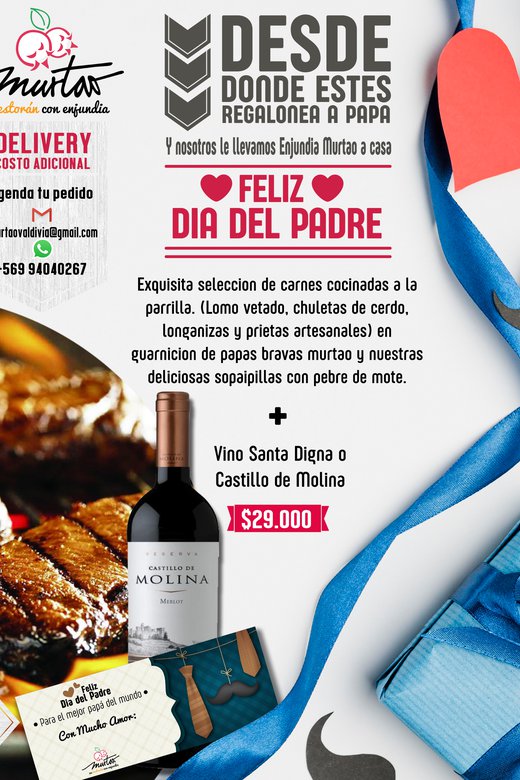 murtao
restorán con enjundia
DELIVERY
COSTO ADICIONAL
genda tu pedido
urtaovaldivia@gmail.com
+569 94040267
DESDE
DONDE ESTES
REGALONEA A PAPA
Y nosotros le llevamos Enjundia Murtao a casa
FELIZ
DIA DEL PADRE
Exquisita seleccion de carnes cocinadas a la
parrilla. (Lomo vetado, chuletas de cerdo,
longanizas y prietas artesanales) en
guarnicion de papas bravas murtao y nuestras
deliciosas sopaipillas con pebre de mote.
+
Vino Santa Digna o
Castillo de Molina
$29.000
RESERVA
CASTILLO DE
MOLINA
MERLOT
Feliz
Dia del Padre
• Para el mejor papá del mundo •
Con Mucho Amor:
murtao